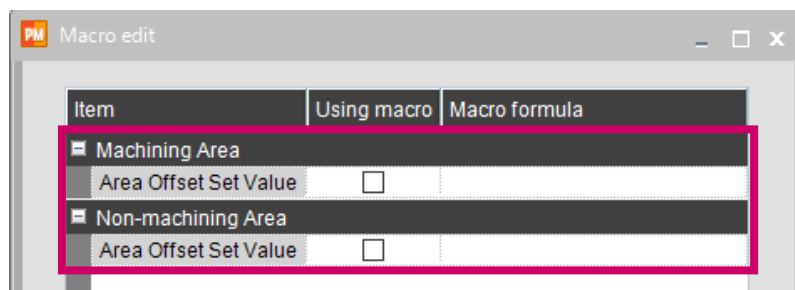 PM Macro edit
Item Using macro Macro formula
Machining Area
Area Offset Set Value
Non-machining Area
Area Offset Set Value